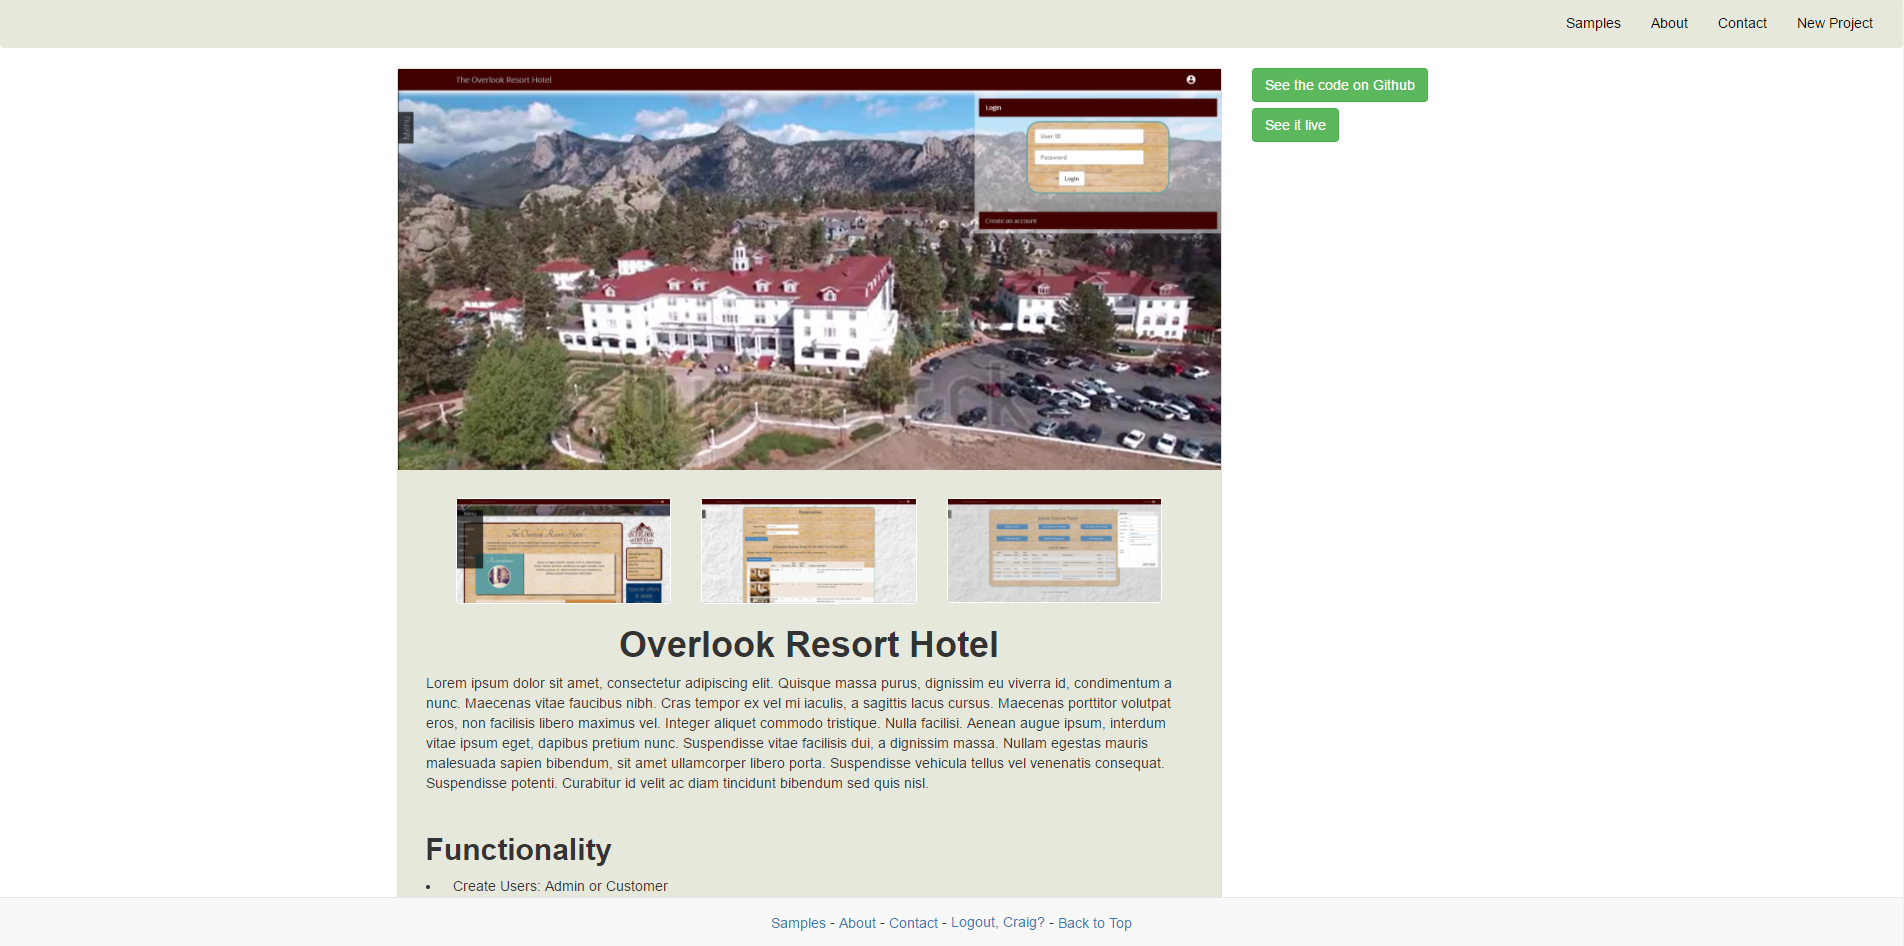 Samples About Contact New Project
The Overlook Resort Hotel
See the code on Github
See it live
Menu
Login
User ID
Password
Login
Create an account
Menu
The Overlook Resort Hotel
OVERLOOK
Reservation
Overlook Resort Hotel
Lorem ipsum dolor sit amet, consectetur adipiscing elit. Quisque massa purus, dignissim eu viverra id, condimentum a
nunc. Maecenas vitae faucibus nibh. Cras tempor ex vel mi iaculis, a sagittis lacus cursus. Maecenas porttitor volutpat
eros, non facilisis libero maximus vel. Integer aliquet commodo tristique. Nulla facilisi. Aenean augue ipsum, interdum
vitae ipsum eget, dapibus pretium nunc. Suspendisse vitae facilisis dui, a dignissim massa. Nullam egestas mauris
malesuada sapien bibendum, sit amet ullamcorper libero porta. Suspendisse vehicula tellus vel venenatis consequat.
Suspendisse potenti. Curabitur id velit ac diam tincidunt bibendum sed quis nisl.
Functionality
• Create Users: Admin or Customer
Samples - About - Contact - Logout, Craig? - Back to Top